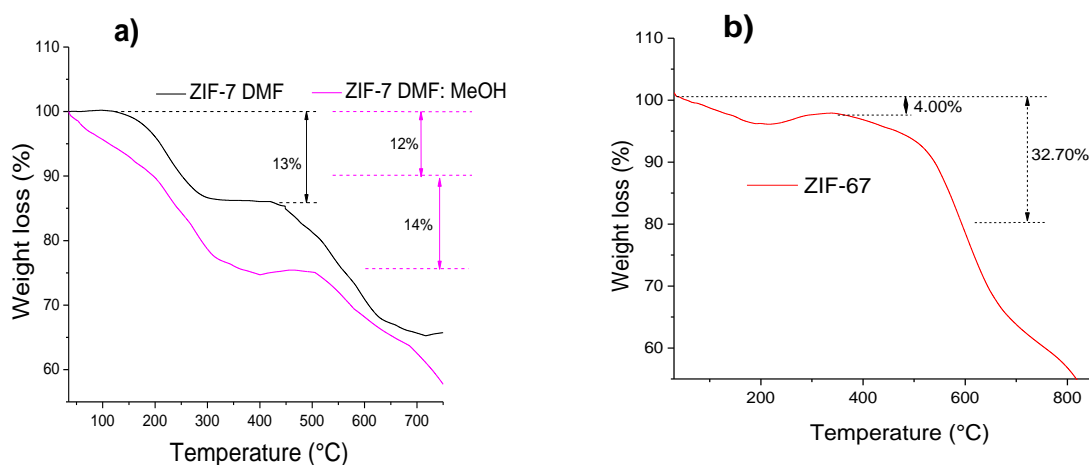 a)
ZIF-7 DMF
ZIF-7 DMF: MeOH
110
100
90
80
70
60
13%
12%
14%
Weight loss (%)
100 200 300 400 500 600 700
Temperature (°C)
b)
110
100
90
80
70
60
4.00%
32.70%
ZIF-67
Weight loss (%)
200 400 600 800
Temperature (°C)